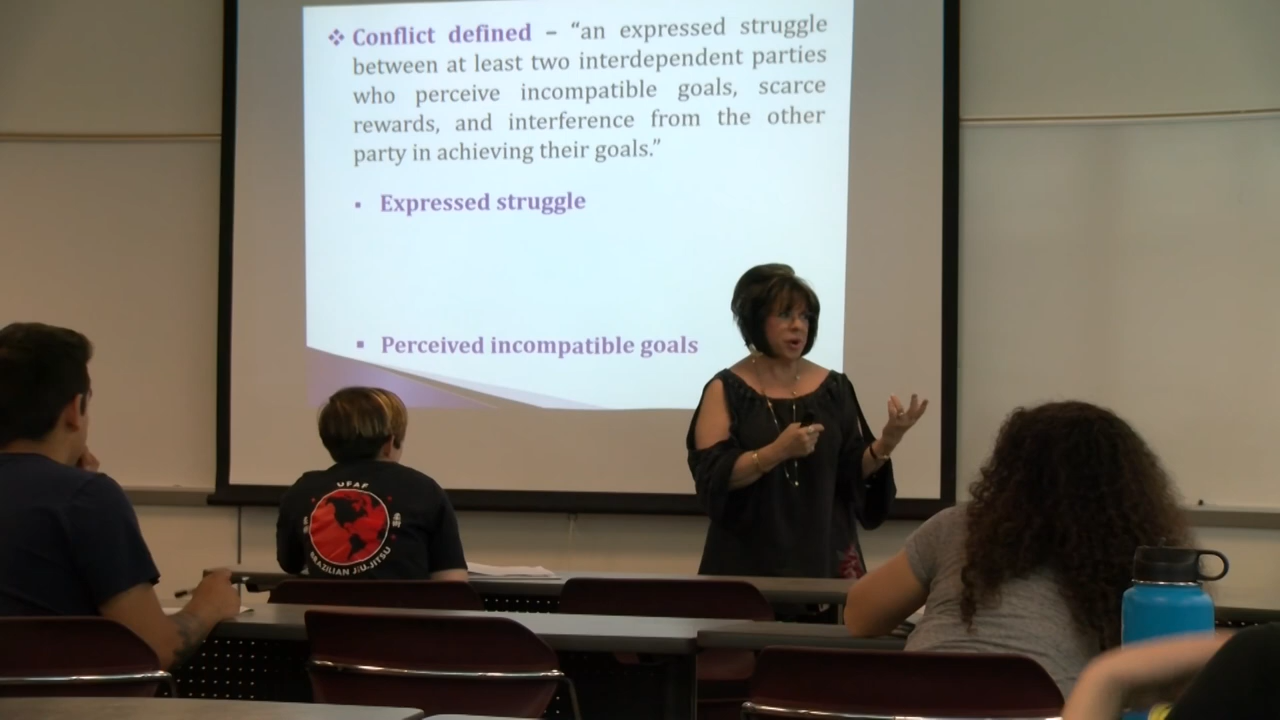 ❖ Conflict defined – “an expressed struggle
between at least two interdependent parties
who perceive incompatible goals, scarce
rewards, and interference from the other
party in achieving their goals.”
▪ Expressed struggle
▪ Perceived incompatible goals
UFAF
BRAZILIAN JIU-JITSU